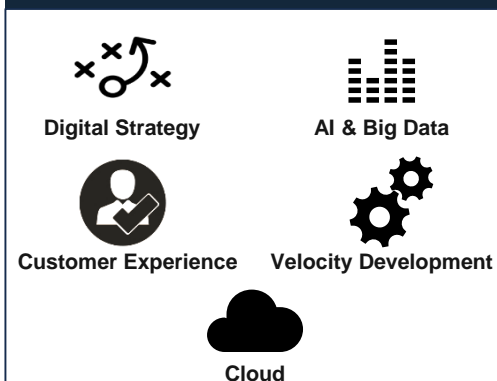 Digital Strategy
AI & Big Data
Customer Experience
Velocity Development
Cloud